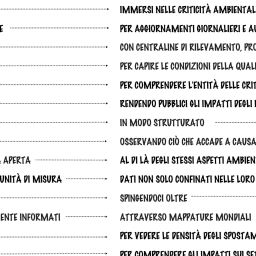 IMMERSI NELLE CRITICITÀ AMBIENTAL
E PER AGGIORNAMENTI GIORNALIERI E AU
CON CENTRALINE DI RILEVAMENTO, PRO
PER CAPIRE LE CONDIZIONI DELLA QUAL
PER COMPRENDERE L'ENTITÀ DELLE CRIT
RENDENDO PUBBLICI GLI IMPATTI DEGLI
IN MODO STRUTTURATO
OSSERVANDO CIÒ CHE ACCADE A CAUSA
APERTA AL DI LÀ DEGLI STESSI ASPETTI AMBIEN
UNITÀ DI MISURA DATI NON SOLO CONFINATI NELLE LORO
SPINGENDOCI OLTRE
ENTE INFORMATI ATTRAVERSO MAPPATURE MONDIALI
PER VEDERE LE DENSITÀ DEGLI SPOSTAM
PER COMPRENDERE GLI IMPATTI SUI SE